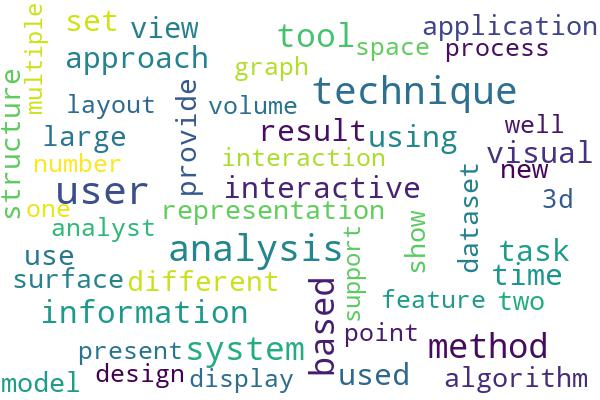 multiple
set
view
application
approach
tool
space
process
graph
structure
layout
provide
volume
technique
large
result
using
well
visual
number
interaction
new
user
interactive
dataset
3d
one
representation
analyst
analysis
support
show
task
use
time
surface
different
based
feature
two
information
point
present
system
method
model
design
display
used
algorithm